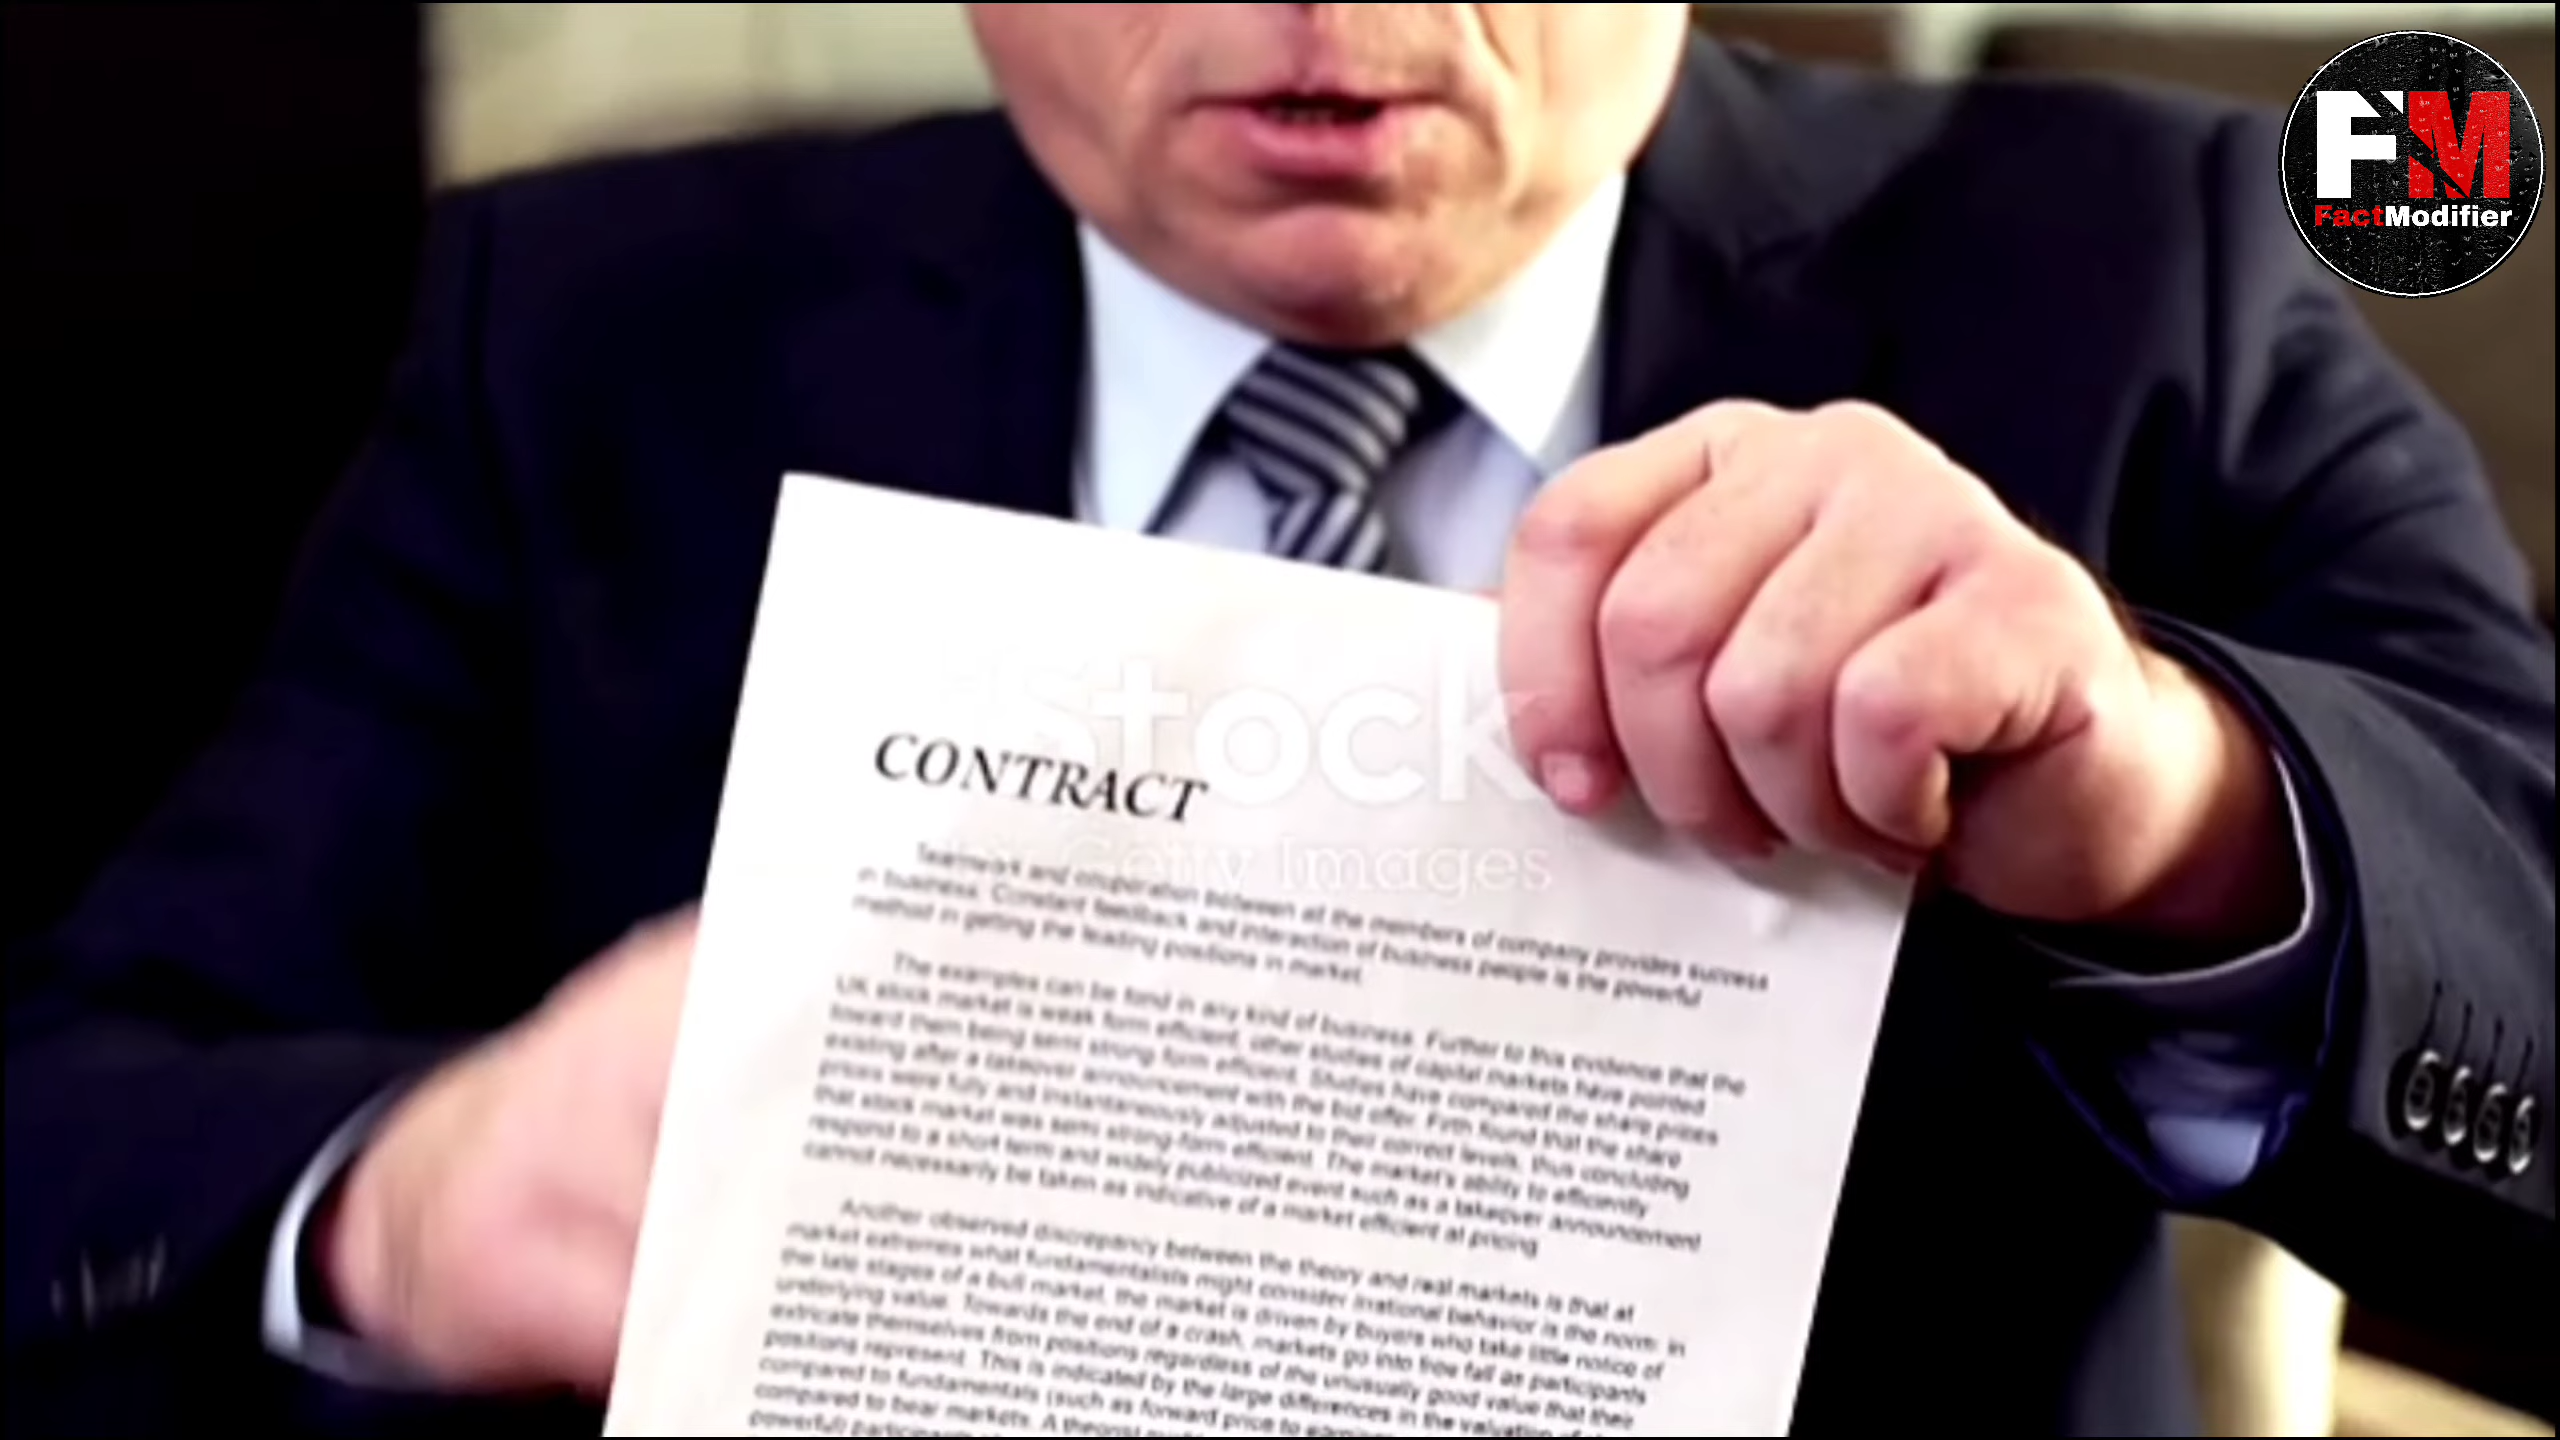 FM
FactModifier
iStock
by Getty Images
CONTRACT
Teamwork and cooperation between all the members of company provides success
in business. Constant feedback and interaction of business people is the powerful
method in getting the leading positions in market.
The examples can be fond in any kind of business. Further to this evidence that the
UK stock market is weak form efficient, other studies of capital markets have pointed
toward them being semi strong-form efficient. Studies have compared the share prices
existing after a takeover announcement with the bid offer. Firth found that the share
prices were fully and instantaneously adjusted to their correct levels, thus concluding
that stock market was semi strong-form efficient. The market's ability to efficiently
respond to a short term and widely publicized event such as a takeover announcement
cannot necessarily be taken as indicative of a market efficient at pricing
Another observed discrepancy between the theory and real markets is that at
market extremes what fundamentalists might consider irrational behavior is the norm: in
the late stages of a bull market, the market is driven by buyers who take little notice of
underlying value. Towards the end of a crash, markets go into free fall as participants
extricate themselves from positions regardless of the unusually good value that their
positions represent. This is indicated by the large differences in the valuation of
compared to fundamentals (such as forward price to
compared to bear markets. A theorist
powerful) participants